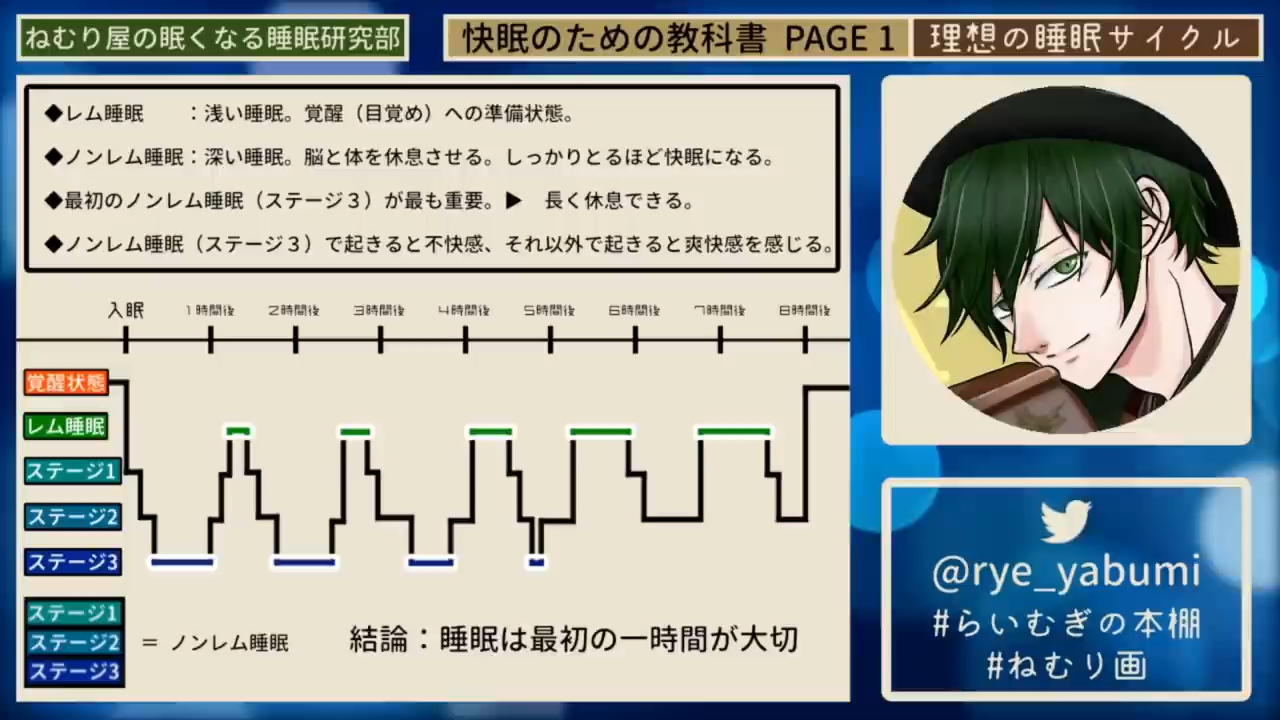 ねむり屋の眠くなる睡眠研究部
快眠のための教科書 PAGE 1
理想の睡眠サイクル
◆レム睡眠　　：浅い睡眠。覚醒（目覚め）への準備状態。
◆ノンレム睡眠：深い睡眠。脳と体を休息させる。しっかりとるほど快眠になる。
◆最初のノンレム睡眠（ステージ３）が最も重要。▶　長く休息できる。
◆ノンレム睡眠（ステージ３）で起きると不快感、それ以外で起きると爽快感を感じる。
入眠 1時間後 2時間後 3時間後 4時間後 5時間後 6時間後 7時間後 8時間後
覚醒状態
レム睡眠
ステージ1
ステージ2
ステージ3
ステージ1
ステージ2
ステージ3
＝ ノンレム睡眠
結論：睡眠は最初の一時間が大切
@rye_yabumi
#らいむぎの本棚
#ねむり画